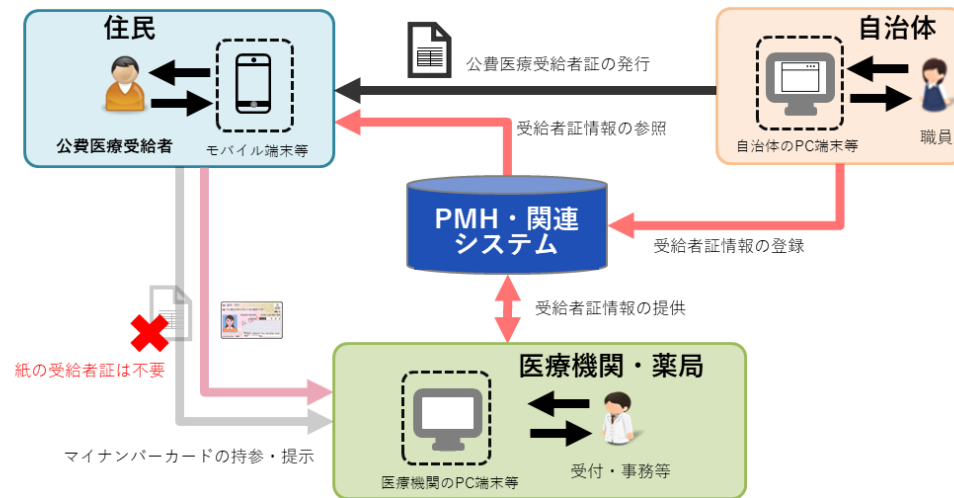 住民
公費医療受給者
モバイル端末等
公費医療受給者証の発行
受給者証情報の参照
自治体
自治体のPC端末等
職員
PMH・関連
システム
受給者証情報の登録
受給者証情報の提供
紙の受給者証は不要
マイナンバーカードの持参・提示
医療機関・薬局
医療機関のPC端末等
受付・事務等